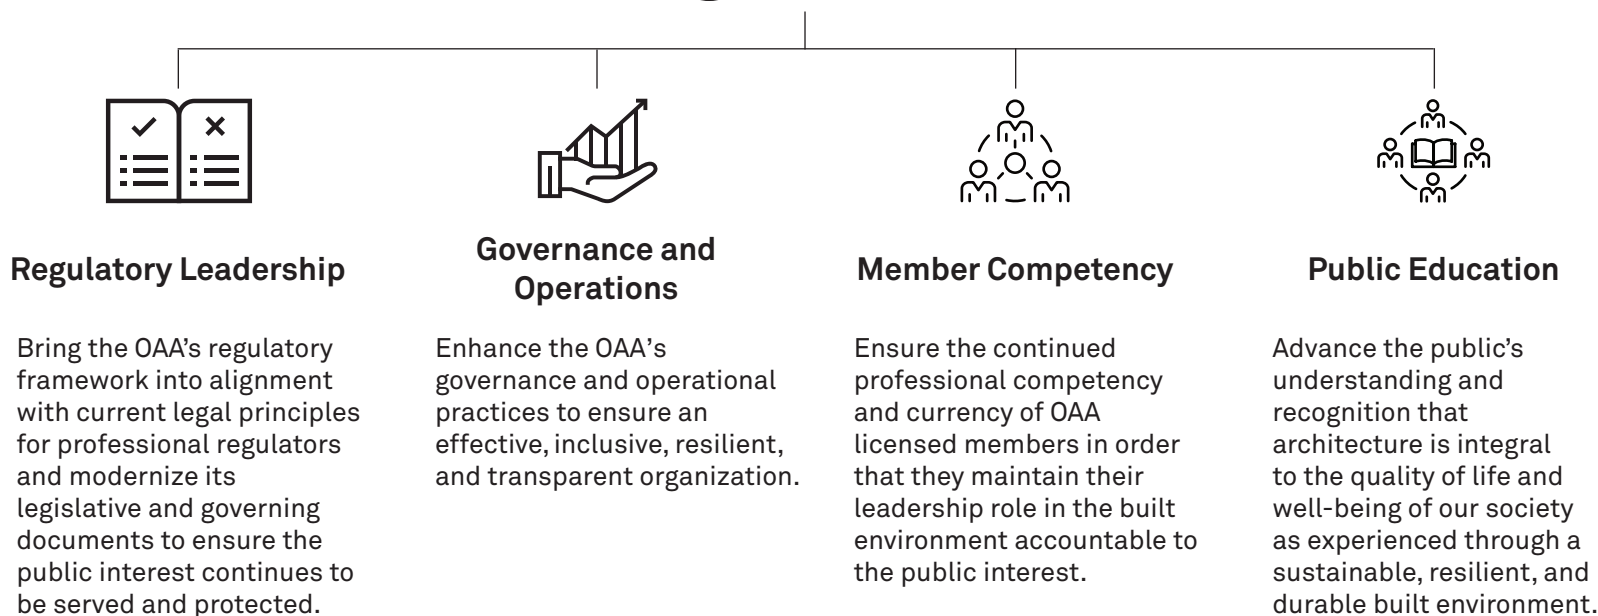 Regulatory Leadership
Bring the OAA's regulatory
framework into alignment
with current legal principles
for professional regulators
and modernize its
legislative and governing
documents to ensure the
public interest continues to
be served and protected.
Governance and
Operations
Enhance the OAA's
governance and operational
practices to ensure an
effective, inclusive, resilient,
and transparent organization.
Member Competency
Ensure the continued
professional competency
and currency of OAA
licensed members in order
that they maintain their
leadership role in the built
environment accountable to
the public interest.
Public Education
Advance the public's
understanding and
recognition that
architecture is integral
to the quality of life and
well-being of our society
as experienced through a
sustainable, resilient, and
durable built environment.